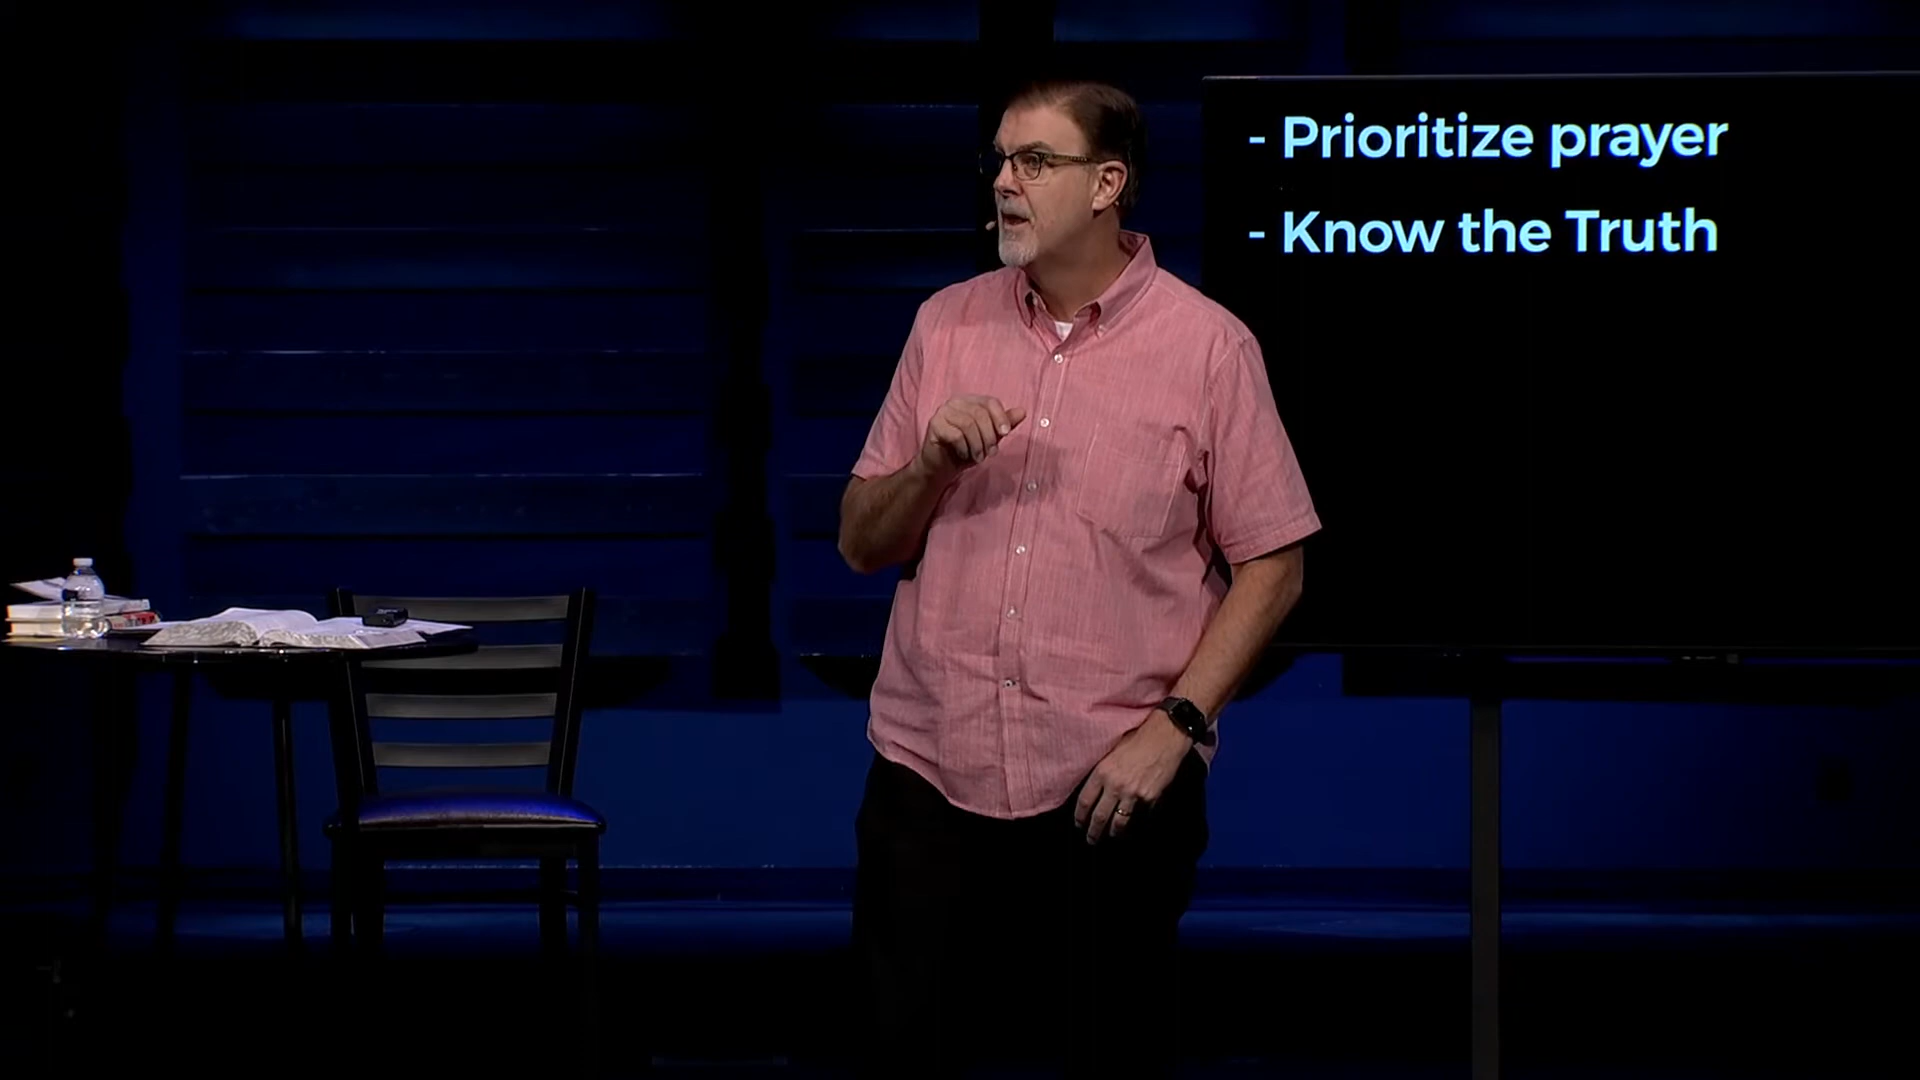 - Prioritize prayer
- Know the Truth